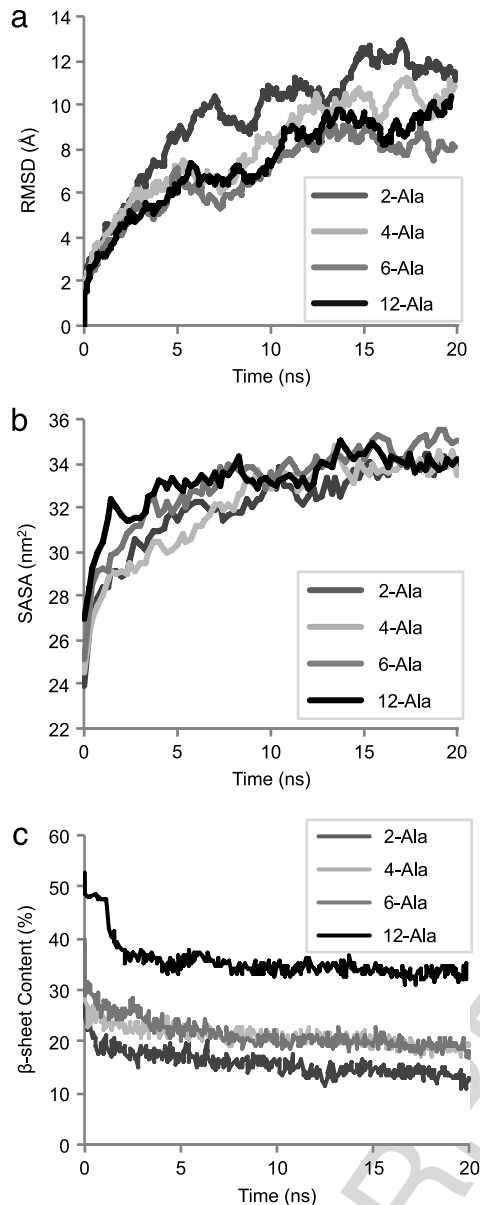 a
14
12
10
8
6
4
2
0
RMSD (Å)
2-Ala
4-Ala
6-Ala
12-Ala
0 5 10 15 20
Time (ns)
b
36
34
32
30
28
26
24
22
SASA (nm²)
2-Ala
4-Ala
6-Ala
12-Ala
0 5 10 15 20
Time (ns)
c
60
50
40
30
20
10
0
β-sheet Content (%)
2-Ala
4-Ala
6-Ala
12-Ala
0 5 10 15 20
Time (ns)